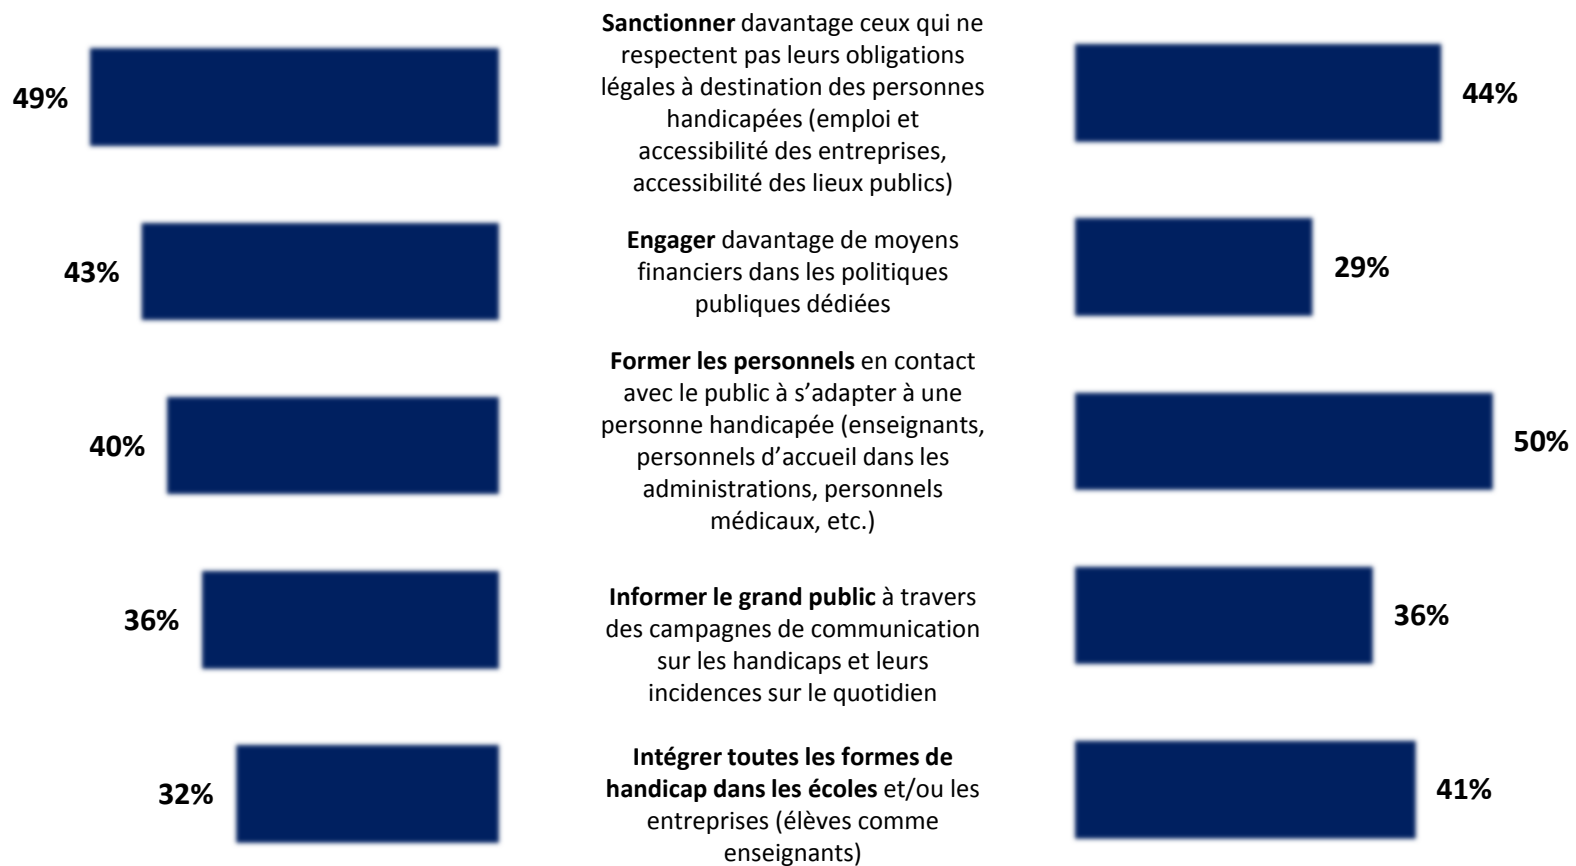 Sanctionner davantage ceux qui ne
respectent pas leurs obligations
légales à destination des personnes
handicapées (emploi et
accessibilité des entreprises,
accessibilité des lieux publics)
49%
44%
Engager davantage de moyens
financiers dans les politiques
publiques dédiées
43%
29%
Former les personnels en contact
avec le public à s’adapter à une
personne handicapée (enseignants,
personnels d’accueil dans les
administrations, personnels
médicaux, etc.)
40%
50%
Informer le grand public à travers
des campagnes de communication
sur les handicaps et leurs
incidences sur le quotidien
36%
36%
Intégrer toutes les formes de
handicap dans les écoles et/ou les
entreprises (élèves comme
enseignants)
32%
41%